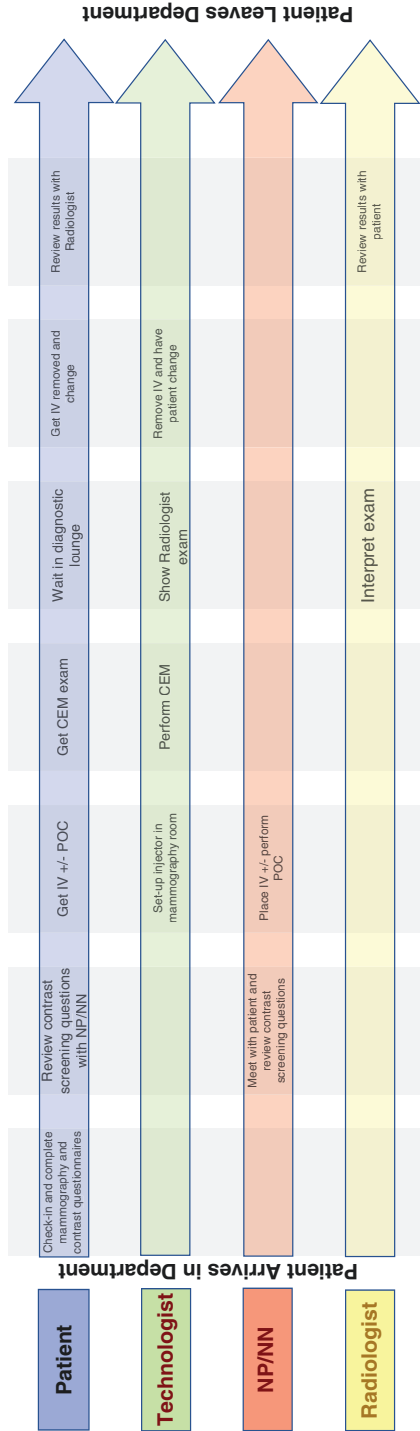 Patient
Check-in and complete
mammography and
contrast questionnaires
Review contrast
screening questions
with NP/NN
Get IV +/- POC
Get CEM exam
Wait in diagnostic
lounge
Get IV removed and
change
Review results with
Radiologist
Technologist
Set-up injector in
mammography room
Perform CEM
Show Radiologist
exam
Remove IV and have
patient change
NP/NN
Meet with patient and
review contrast
screening questions
Place IV +/- perform
POC
Radiologist
Interpret exam
Review results with
patient
Patient Arrives in Department
Patient Leaves Department